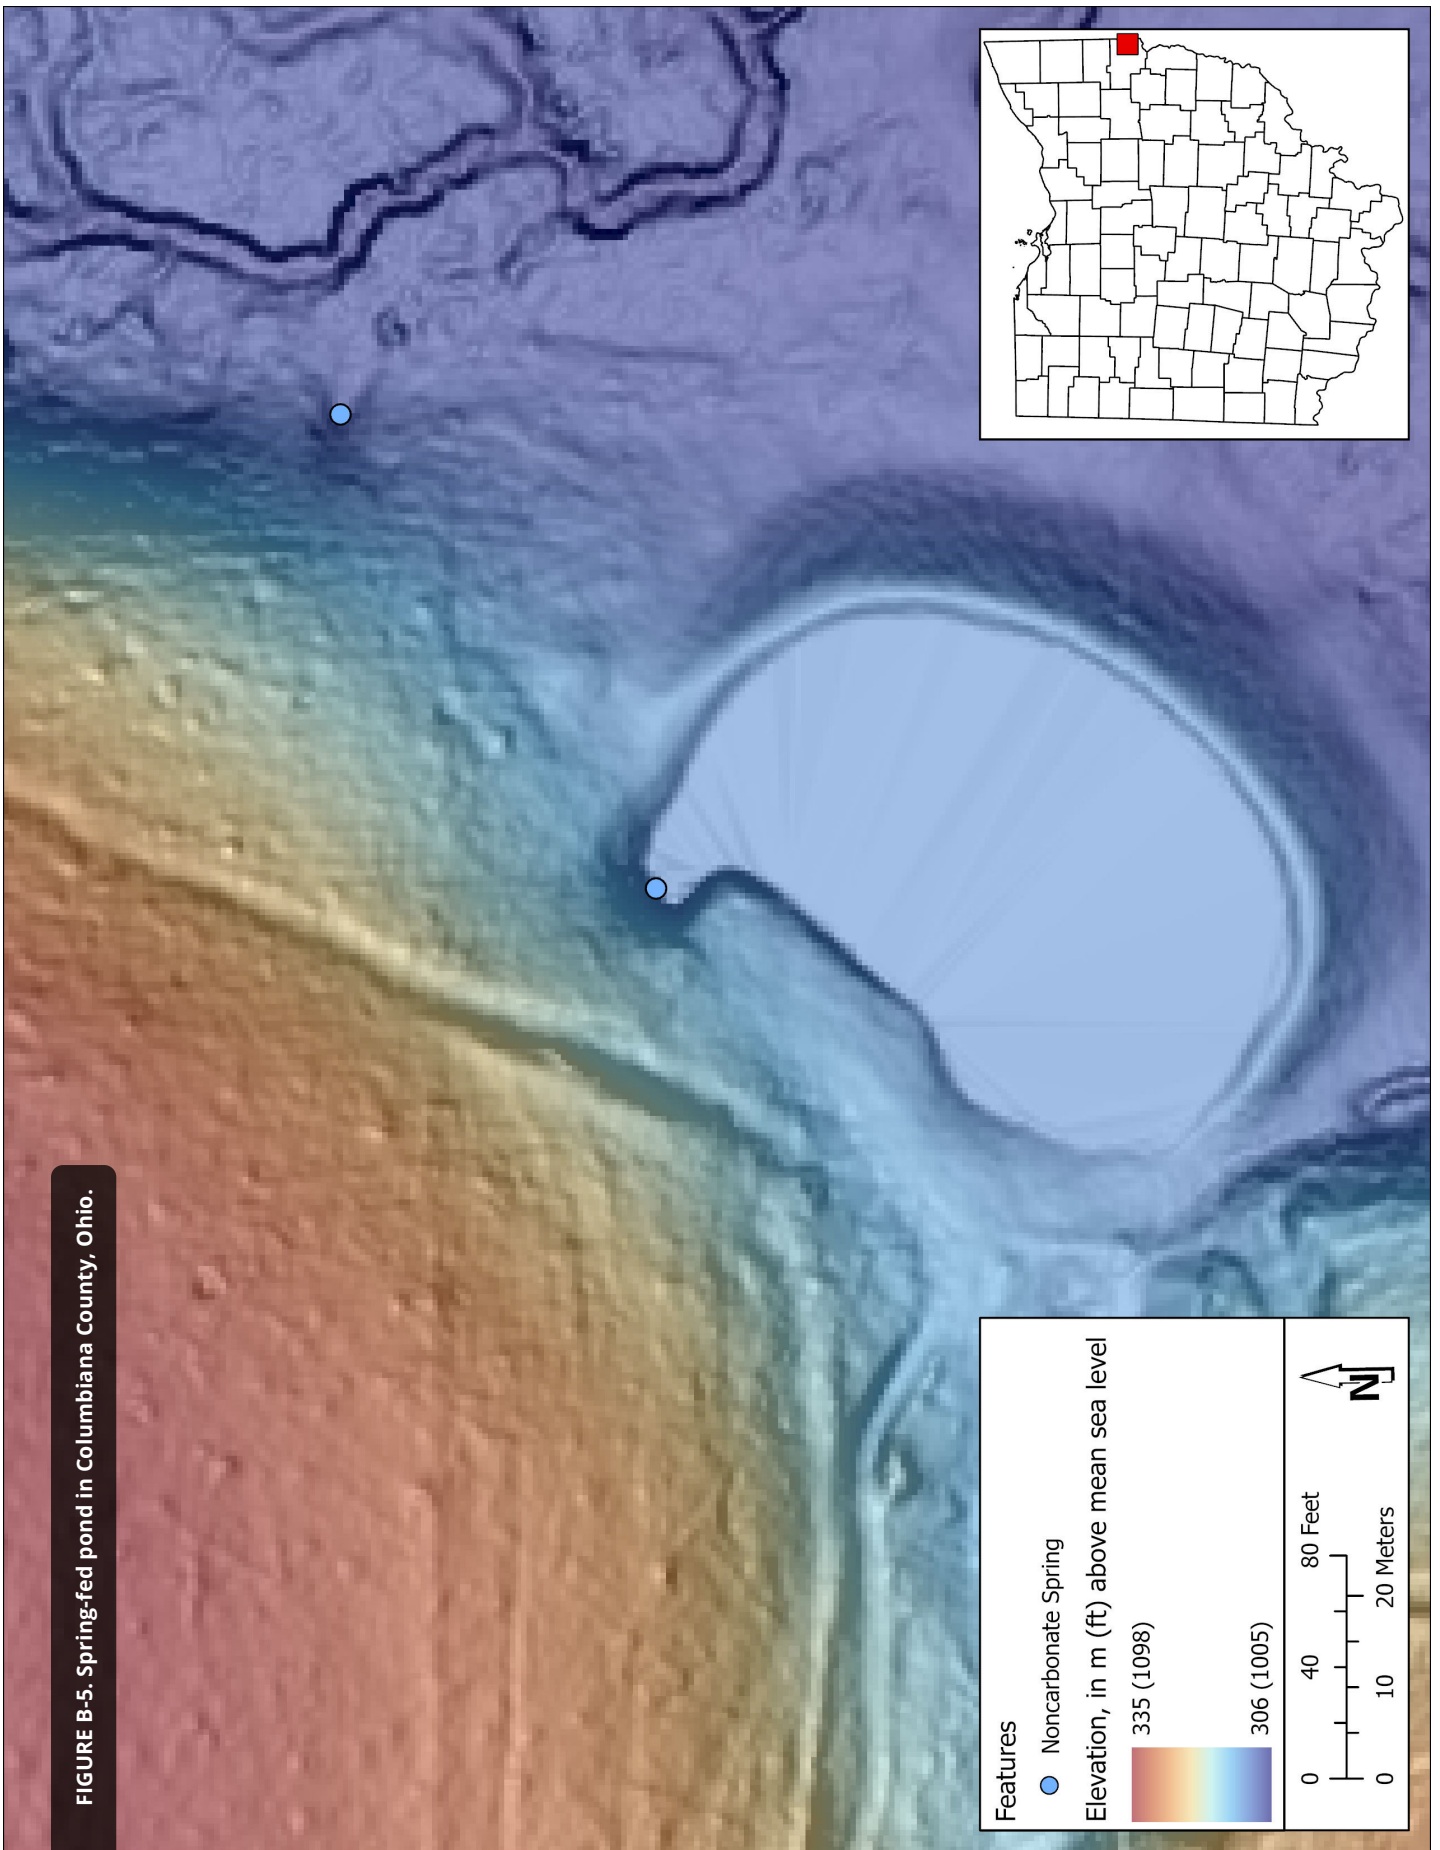 FIGURE B-5. Spring-fed pond in Columbiana County, Ohio.
Features
Noncarbonate Spring
Elevation, in m (ft) above mean sea level
335 (1098)
306 (1005)
0 40 80 Feet
0 10 20 Meters
N